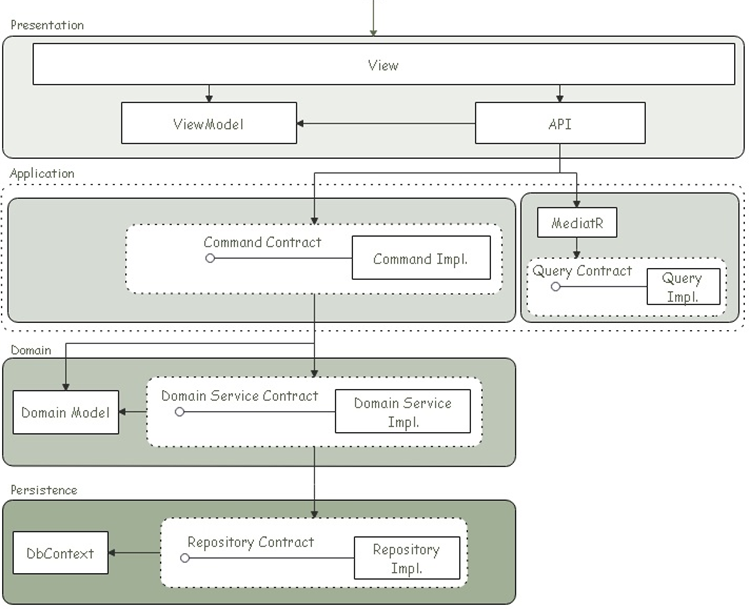 Presentation
View
ViewModel
API
Application
MediatR
Command Contract
Command Impl.
Query Contract
Query
Impl.
Domain
Domain Model
Domain Service Contract
Domain Service
Impl.
Persistence
DbContext
Repository Contract
Repository
Impl.